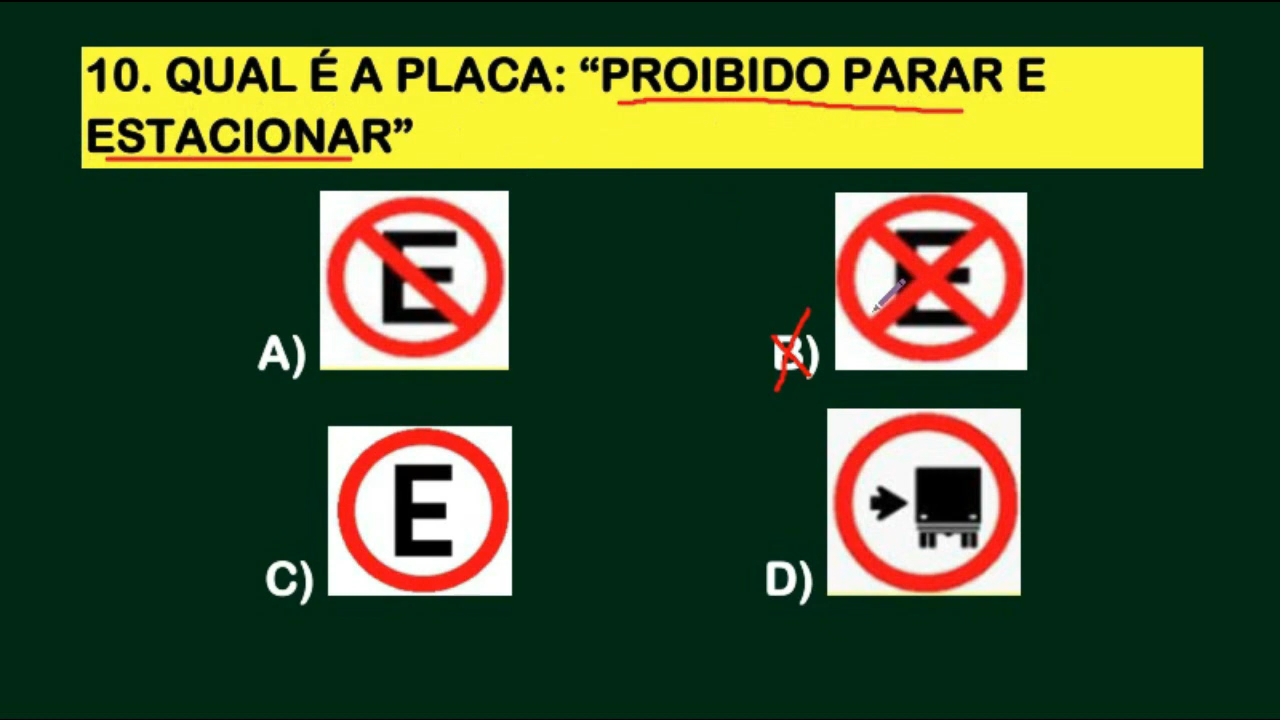 10. QUAL É A PLACA: “PROIBIDO PARAR E
ESTACIONAR”
E
E
A)
B)
E
C)
D)